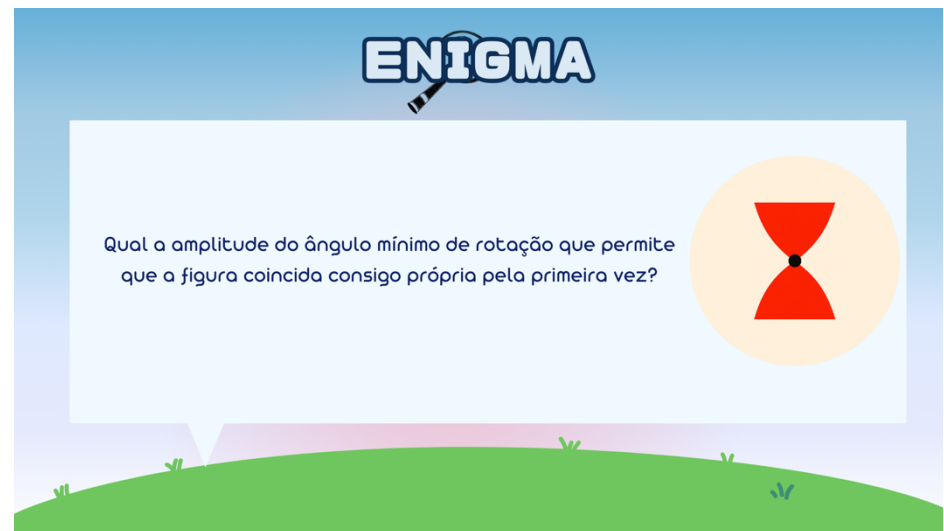 ENIGMA
Qual a amplitude do ângulo mínimo de rotação que permite
que a figura coincida consigo própria pela primeira vez?